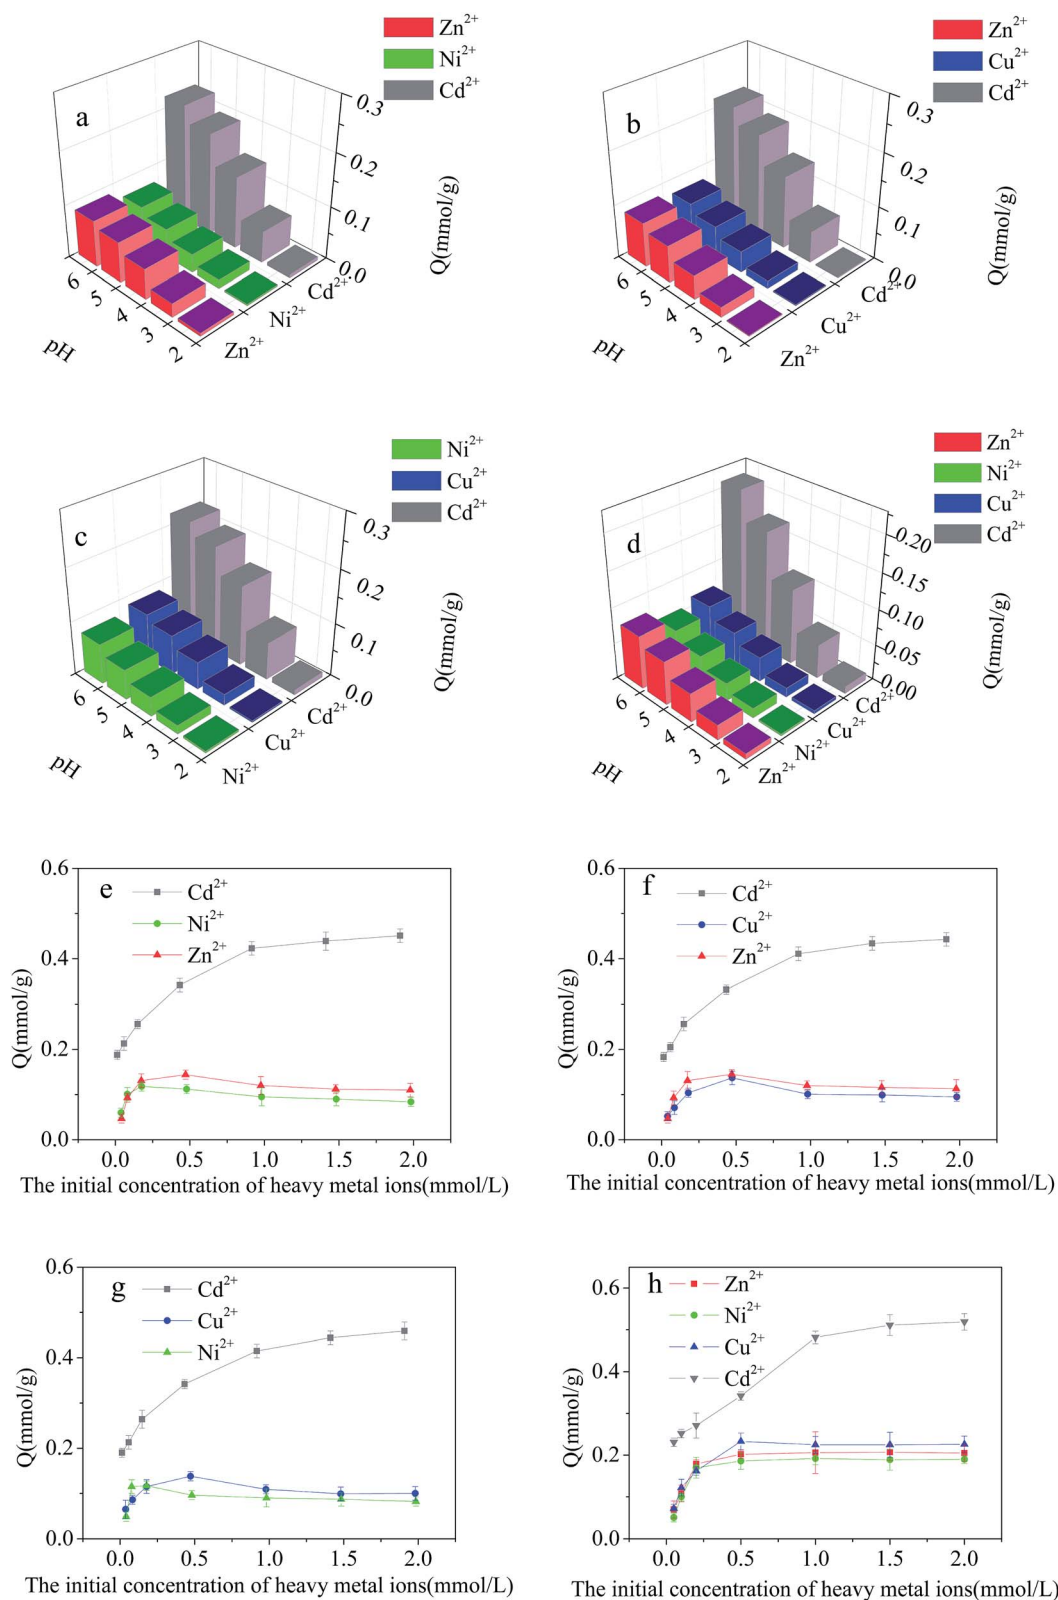 a
Zn2+
Ni2+
Cd2+
0.3
0.2
0.1
0.0
Q(mmol/g)
6
5
4
3
2
pH
Zn2+
Ni2+
Cd2+
b
Zn2+
Cu2+
Cd2+
0.3
0.2
0.1
0.0
Q(mmol/g)
6
5
4
3
2
pH
Zn2+
Cu2+
Cd2+
c
Ni2+
Cu2+
Cd2+
0.3
0.2
0.1
0.0
Q(mmol/g)
6
5
4
3
2
pH
Ni2+
Cu2+
Cd2+
d
Zn2+
Ni2+
Cu2+
Cd2+
0.20
0.15
0.10
0.05
0.00
Q(mmol/g)
6
5
4
3
2
pH
Zn2+
Ni2+
Cu2+
Cd2+
e
Cd2+
Ni2+
Zn2+
0.6
0.4
0.2
0.0
Q(mmol/g)
0.0 0.5 1.0 1.5 2.0
The initial concentration of heavy metal ions(mmol/L)
f
Cd2+
Cu2+
Zn2+
0.6
0.4
0.2
0.0
Q(mmol/g)
0.0 0.5 1.0 1.5 2.0
The initial concentration of heavy metal ions(mmol/L)
g
Cd2+
Cu2+
Ni2+
0.6
0.4
0.2
0.0
Q(mmol/g)
0.0 0.5 1.0 1.5 2.0
The initial concentration of heavy metal ions(mmol/L)
h
Zn2+
Ni2+
Cu2+
Cd2+
0.6
0.4
0.2
0.0
Q(mmol/g)
0.0 0.5 1.0 1.5 2.0
The initial concentration of heavy metal ions(mmol/L)